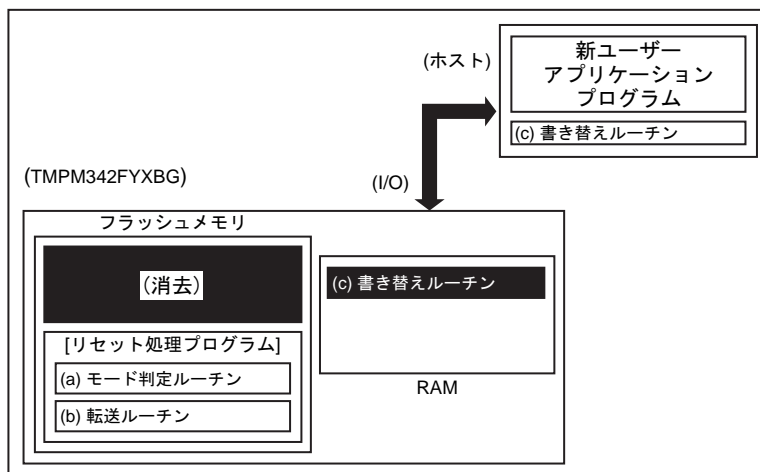 (ホスト)
新ユーザー
アプリケーション
プログラム
(c) 書き替えルーチン
(TMPM342FYXBG)
(I/O)
フラッシュメモリ
(消去)
[リセット処理プログラム]
(a) モード判定ルーチン
(b) 転送ルーチン
(c) 書き替えルーチン
RAM